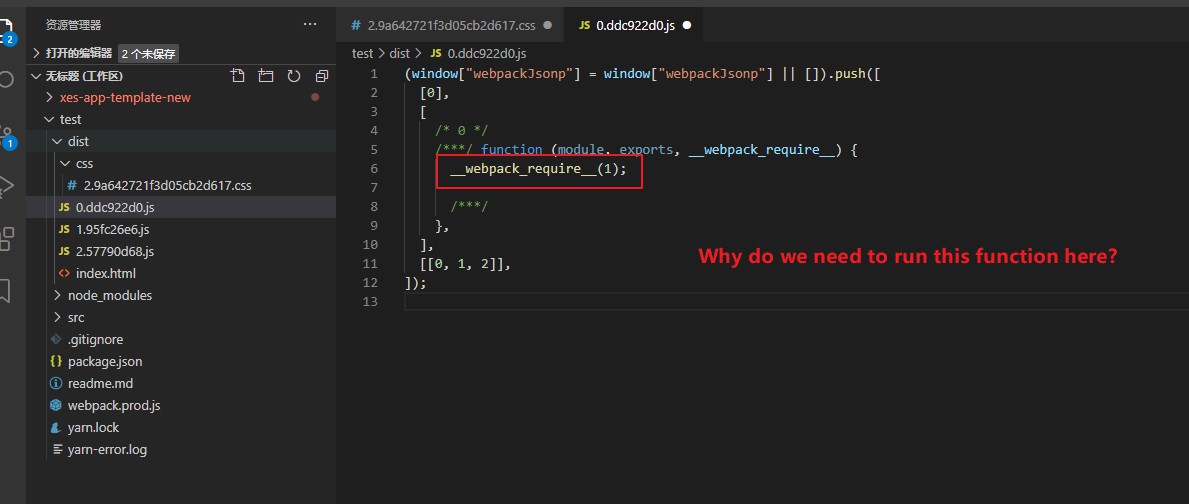 资源管理器
2
打开的编辑器 2 个未保存
无标题 (工作区)
xes-app-template-new
test
dist
css
# 2.9a642721f3d05cb2d617.css
JS 0.ddc922d0.js
JS 1.95fc26e6.js
JS 2.57790d68.js
<> index.html
node_modules
src
.gitignore
{} package.json
readme.md
webpack.prod.js
yarn.lock
yarn-error.log
1
# 2.9a642721f3d05cb2d617.css
JS 0.ddc922d0.js
test > dist > JS 0.ddc922d0.js
1 (window["webpackJsonp"] = window["webpackJsonp"] || []).push([
2 [0],
3 [
4 /* 0 */
5 /***/ function (module, exports, __webpack_require__) {
6 __webpack_require__(1);
7
8 /***/
9 },
10 ],
11 [[0, 1, 2]],
12 ]);
13
Why do we need to run this function here?